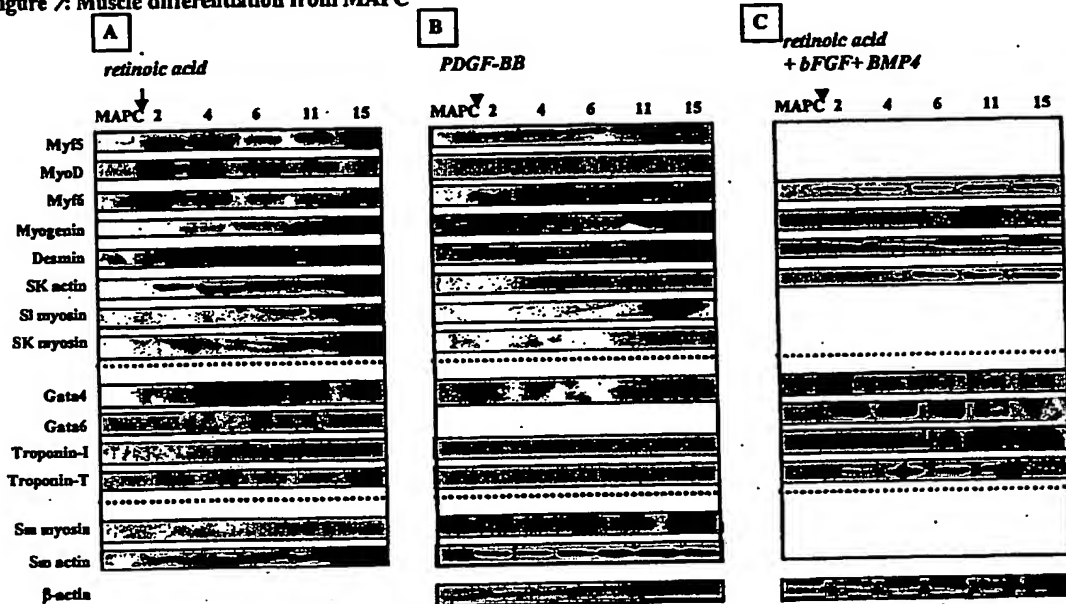 igure 7: Muscle differentiation from MAPC
A
retinoic acid
MAPC 2 4 6 11 15
B
PDGF-BB
MAPC 2 4 6 11 15
C
retinoic acid
+ bFGF+ BMP4
MAPC 2 4 6 11 15
Myf5
MyoD
Myf6
Myogenin
Desmin
SK actin
Sl myosin
SK myosin
Gata4
Gata6
Troponin-I
Troponin-T
Sm myosin
Sm actin
β-actin